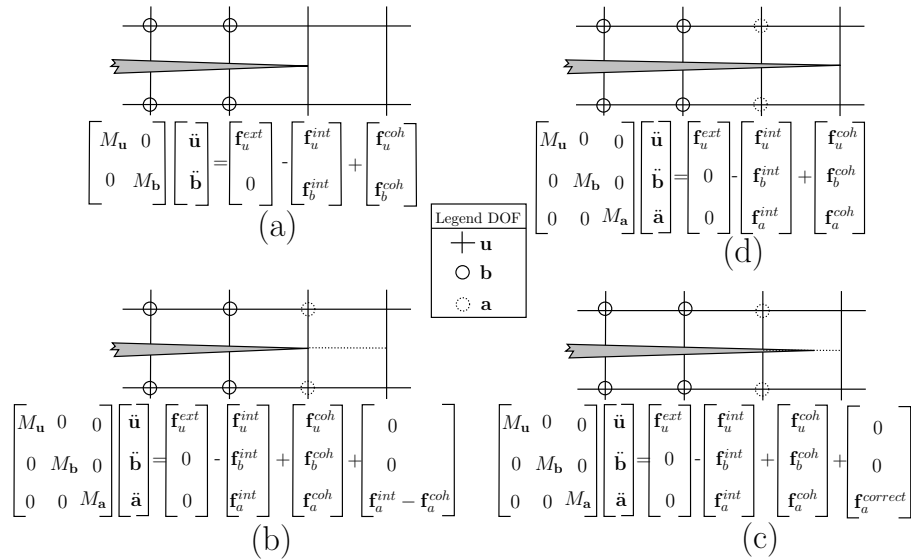 [M_u 0; 0 M_b] [ü; b̈] = [f_u^{ext}; 0] - [f_u^{int}; f_b^{int}] + [f_u^{coh}; f_b^{coh}]
(a)
[M_u 0 0; 0 M_b 0; 0 0 M_a] [ü; b̈; ä] = [f_u^{ext}; 0; 0] - [f_u^{int}; f_b^{int}; f_a^{int}] + [f_u^{coh}; f_b^{coh}; f_a^{coh}]
(d)
Legend DOF
u
b
a
[M_u 0 0; 0 M_b 0; 0 0 M_a] [ü; b̈; ä] = [f_u^{ext}; 0; 0] - [f_u^{int}; f_b^{int}; f_a^{int}] + [f_u^{coh}; f_b^{coh}; f_a^{coh}] + [0; 0; f_a^{int} − f_a^{coh}]
(b)
[M_u 0 0; 0 M_b 0; 0 0 M_a] [ü; b̈; ä] = [f_u^{ext}; 0; 0] - [f_u^{int}; f_b^{int}; f_a^{int}] + [f_u^{coh}; f_b^{coh}; f_a^{coh}] + [0; 0; f_a^{correct}]
(c)